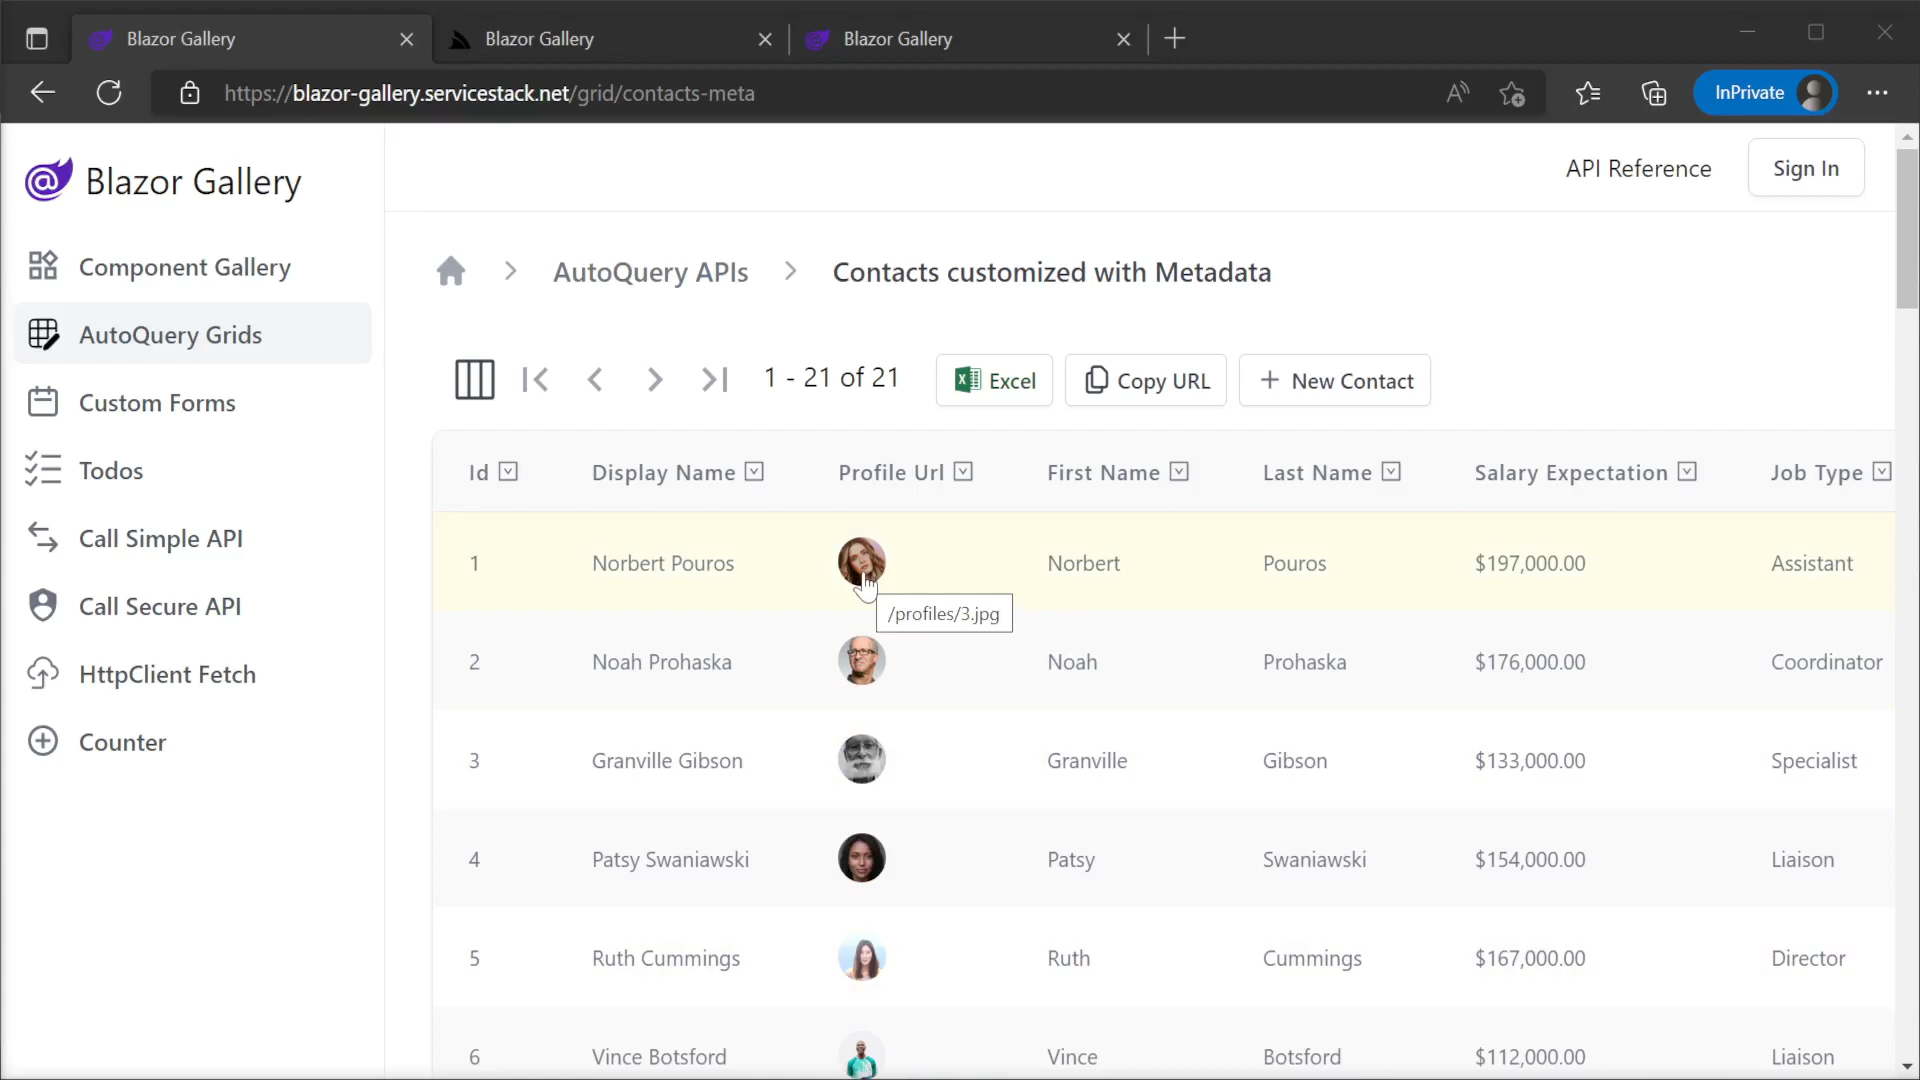 Blazor Gallery
Blazor Gallery
Blazor Gallery
https://blazor-gallery.servicestack.net/grid/contacts-meta
InPrivate
Blazor Gallery
API Reference
Sign In
Component Gallery
AutoQuery Grids
Custom Forms
Todos
Call Simple API
Call Secure API
HttpClient Fetch
Counter
AutoQuery APIs
Contacts customized with Metadata
1 - 21 of 21
Excel
Copy URL
New Contact
Id Display Name Profile Url First Name Last Name Salary Expectation Job Type
1 Norbert Pouros Norbert Pouros $197,000.00 Assistant
/profiles/3.jpg
2 Noah Prohaska Noah Prohaska $176,000.00 Coordinator
3 Granville Gibson Granville Gibson $133,000.00 Specialist
4 Patsy Swaniawski Patsy Swaniawski $154,000.00 Liaison
5 Ruth Cummings Ruth Cummings $167,000.00 Director
6 Vince Botsford Vince Botsford $112,000.00 Liaison